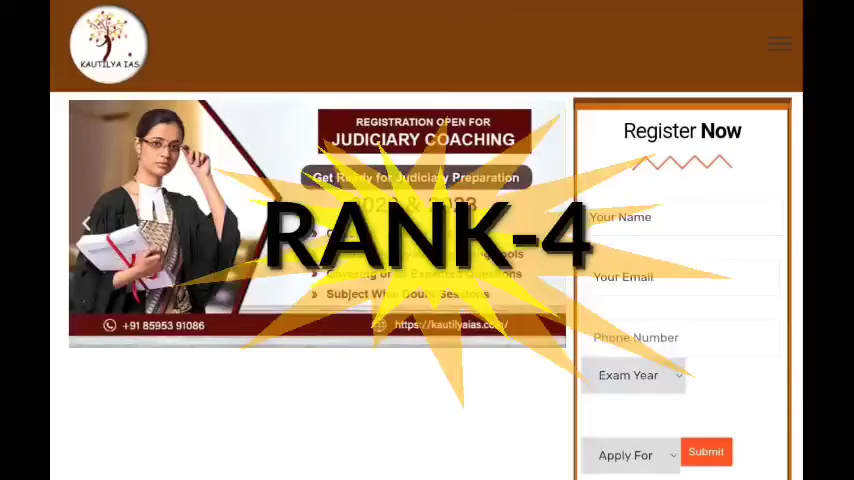 KAUTILYA IAS
REGISTRATION OPEN FOR
JUDICIARY COACHING
Get Ready for Judiciary Preparation
RANK-4
Subject Wise Doubt Sessions
+91 85953 91086
https://kautilyaias.com/
Register Now
Your Name
Your Email
Phone Number
Exam Year
Apply For
Submit